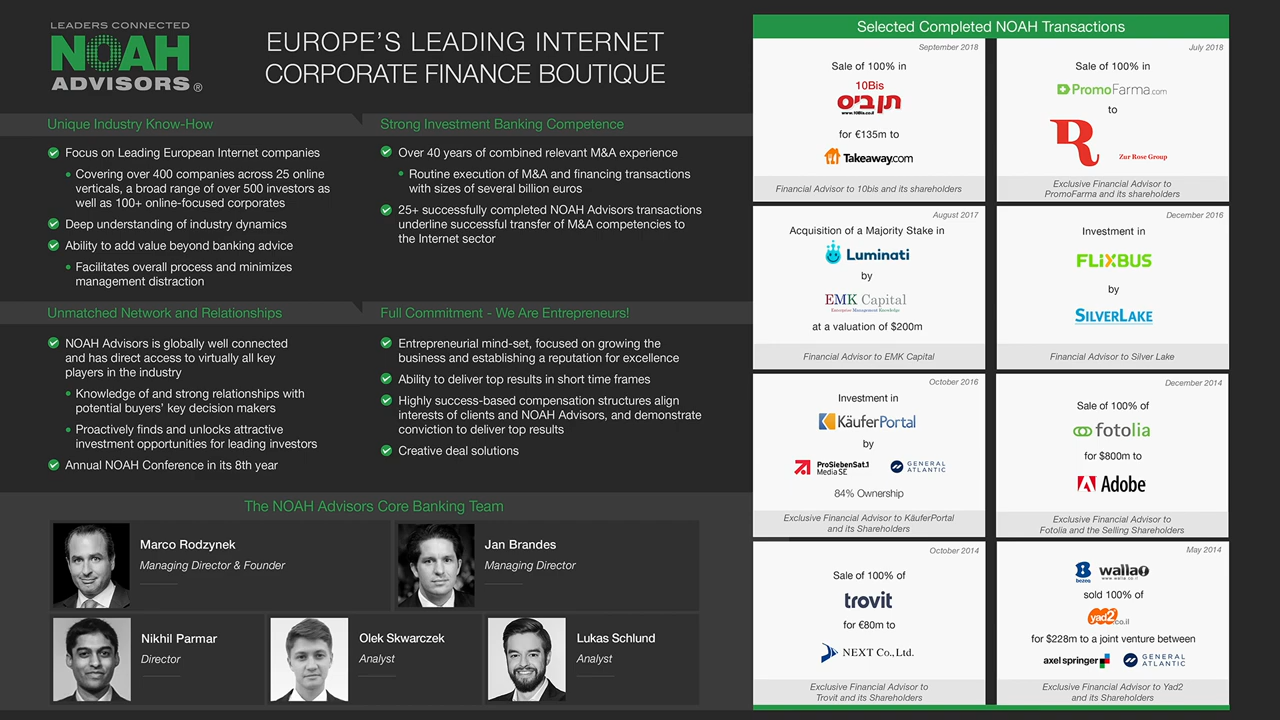 LEADERS CONNECTED
NOAH
ADVISORS®
EUROPE'S LEADING INTERNET
CORPORATE FINANCE BOUTIQUE
Unique Industry Know-How
Focus on Leading European Internet companies
• Covering over 400 companies across 25 online
verticals, a broad range of over 500 investors as
well as 100+ online-focused corporates
Deep understanding of industry dynamics
Ability to add value beyond banking advice
• Facilitates overall process and minimizes
management distraction
Strong Investment Banking Competence
Over 40 years of combined relevant M&A experience
• Routine execution of M&A and financing transactions
with sizes of several billion euros
25+ successfully completed NOAH Advisors transactions
underline successful transfer of M&A competencies to
the Internet sector
Unmatched Network and Relationships
NOAH Advisors is globally well connected
and has direct access to virtually all key
players in the industry
• Knowledge of and strong relationships with
potential buyers' key decision makers
• Proactively finds and unlocks attractive
investment opportunities for leading investors
Annual NOAH Conference in its 8th year
Full Commitment - We Are Entrepreneurs!
Entrepreneurial mind-set, focused on growing the
business and establishing a reputation for excellence
Ability to deliver top results in short time frames
Highly success-based compensation structures align
interests of clients and NOAH Advisors, and demonstrate
conviction to deliver top results
Creative deal solutions
The NOAH Advisors Core Banking Team
Marco Rodzynek
Managing Director & Founder
Jan Brandes
Managing Director
Nikhil Parmar
Director
Olek Skwarczek
Analyst
Lukas Schlund
Analyst
Selected Completed NOAH Transactions
September 2018
Sale of 100% in
10Bis
תן ביס
www.10Bis.co.il
for €135m to
Takeaway.com
Financial Advisor to 10bis and its shareholders
July 2018
Sale of 100% in
PromoFarma.com
to
R
Zur Rose Group
Exclusive Financial Advisor to
PromoFarma and its shareholders
August 2017
Acquisition of a Majority Stake in
Luminati
by
EMK Capital
Enterprise Management Knowledge
at a valuation of $200m
Financial Advisor to EMK Capital
December 2016
Investment in
FLiXBUS
by
SILVERLAKE
Financial Advisor to Silver Lake
October 2016
Investment in
KäuferPortal
by
ProSiebenSat.1
Media SE
GENERAL
ATLANTIC
84% Ownership
Exclusive Financial Advisor to KäuferPortal
and its Shareholders
December 2014
Sale of 100% of
fotolia
for $800m to
Adobe
Exclusive Financial Advisor to
Fotolia and the Selling Shareholders
October 2014
Sale of 100% of
trovit
for €80m to
NEXT Co., Ltd.
Exclusive Financial Advisor to
Trovit and its Shareholders
May 2014
bezeq
walla!
www.walla.co.il
sold 100% of
yad2.co.il
for $228m to a joint venture between
axel springer
GENERAL
ATLANTIC
Exclusive Financial Advisor to Yad2
and its Shareholders